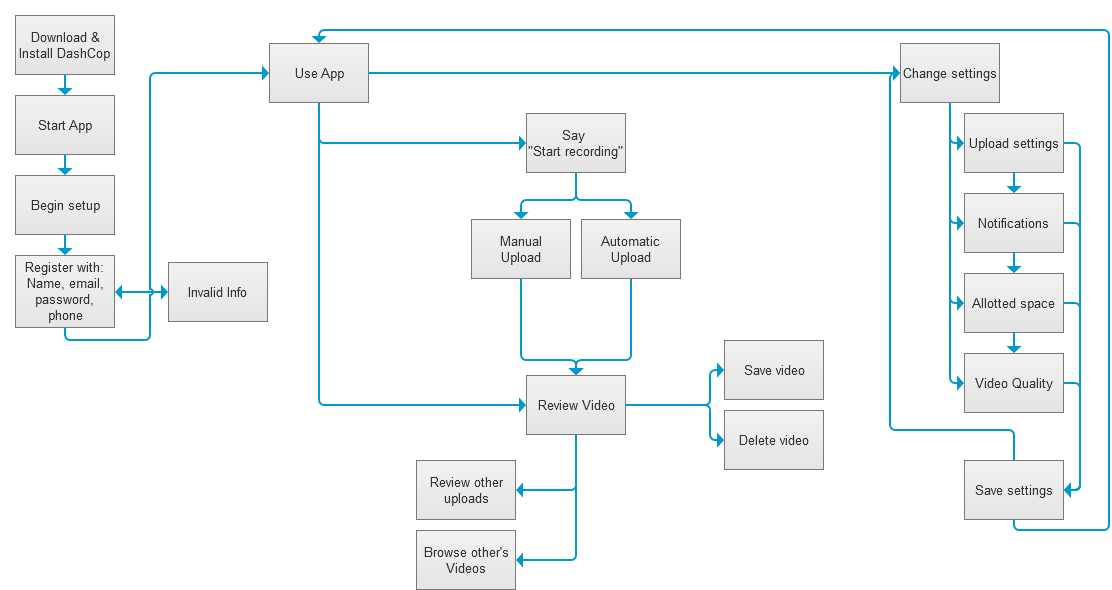 Download &
Install DashCop
Start App
Begin setup
Register with:
Name, email,
password,
phone
Invalid Info
Use App
Say
"Start recording"
Manual
Upload
Automatic
Upload
Review Video
Save video
Delete video
Review other
uploads
Browse other's
Videos
Change settings
Upload settings
Notifications
Allotted space
Video Quality
Save settings